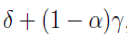 δ + (1 − α)γ,